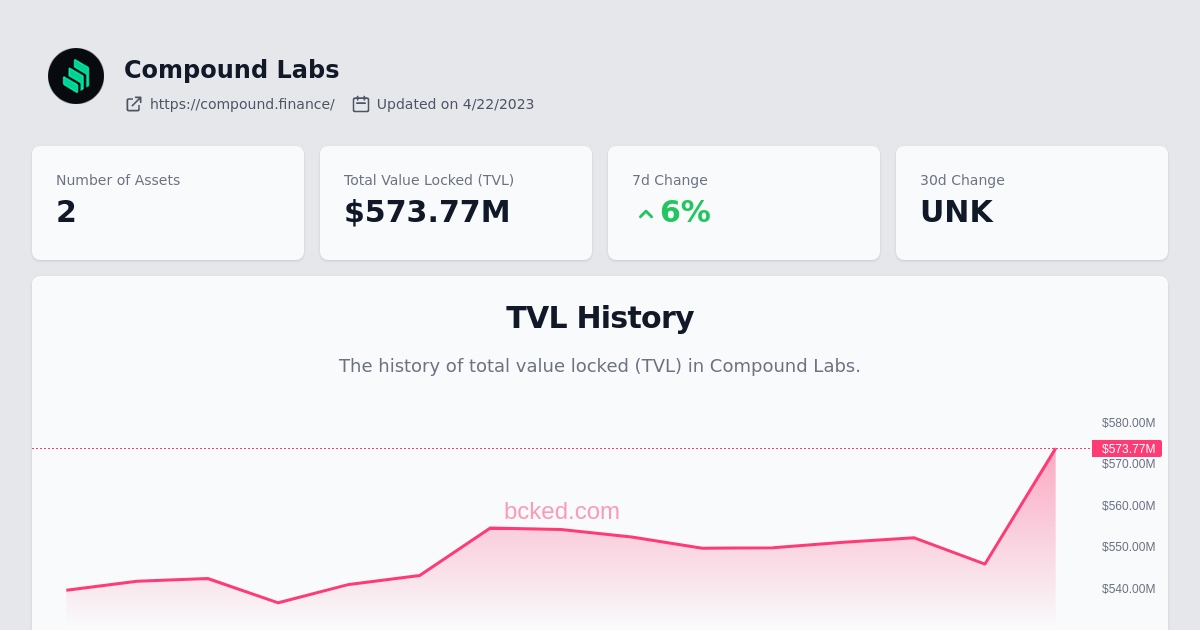 Compound Labs
https://compound.finance/ Updated on 4/22/2023
Number of Assets
2
Total Value Locked (TVL)
$573.77M
7d Change
6%
30d Change
UNK
TVL History
The history of total value locked (TVL) in Compound Labs.
$580.00M
$573.77M
$570.00M
$560.00M
bcked.com
$550.00M
$540.00M